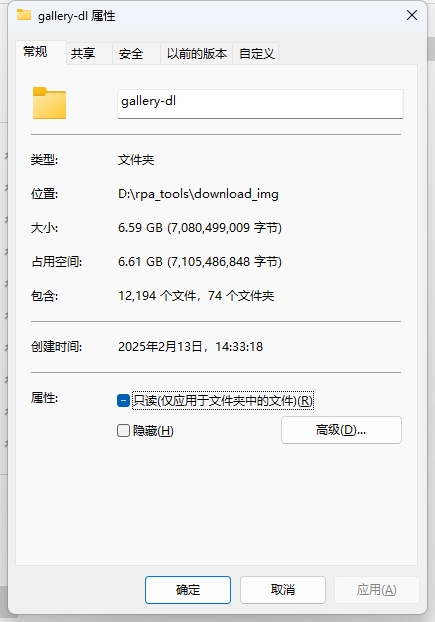 gallery-dl 属性
常规 共享 安全 以前的版本 自定义
gallery-dl
类型: 文件夹
位置: D:\rpa_tools\download_img
大小: 6.59 GB (7,080,499,009 字节)
占用空间: 6.61 GB (7,105,486,848 字节)
包含: 12,194 个文件，74 个文件夹
创建时间: 2025年2月13日，14:33:18
属性: 只读(仅应用于文件夹中的文件)(R)
隐藏(H) 高级(D)...
确定 取消 应用(A)